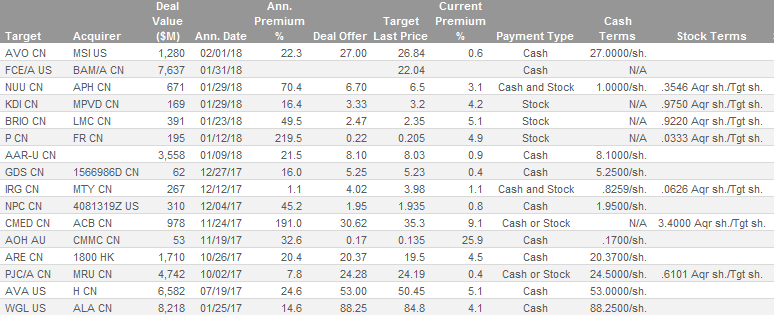 Target Acquirer Deal Value ($M) Ann. Date Ann. Premium % Deal Offer Target Last Price Current Premium % Payment Type Cash Terms Stock Terms
AVO CN MSI US 1,280 02/01/18 22.3 27.00 26.84 0.6 Cash 27.0000/sh.
FCE/A US BAM/A CN 7,637 01/31/18 22.04 Cash N/A
NUU CN APH CN 671 01/29/18 70.4 6.70 6.5 3.1 Cash and Stock 1.0000/sh. .3546 Aqr sh./Tgt sh.
KDI CN MPVD CN 169 01/29/18 16.4 3.33 3.2 4.2 Stock N/A .9750 Aqr sh./Tgt sh.
BRIO CN LMC CN 391 01/23/18 49.5 2.47 2.35 5.1 Stock N/A .9220 Aqr sh./Tgt sh.
P CN FR CN 195 01/12/18 219.5 0.22 0.205 4.9 Stock N/A .0333 Aqr sh./Tgt sh.
AAR-U CN 3,558 01/09/18 21.5 8.10 8.03 0.9 Cash 8.1000/sh.
GDS CN 1566986D CN 62 12/27/17 16.0 5.25 5.23 0.4 Cash 5.2500/sh.
IRG CN MTY CN 267 12/12/17 1.1 4.02 3.98 1.1 Cash and Stock .8259/sh. .0626 Aqr sh./Tgt sh.
NPC CN 4081319Z US 310 12/04/17 45.2 1.95 1.935 0.8 Cash 1.9500/sh.
CMED CN ACB CN 978 11/24/17 191.0 30.62 35.3 9.1 Cash or Stock N/A 3.4000 Aqr sh./Tgt sh.
AOH AU CMMC CN 53 11/19/17 32.6 0.17 0.135 25.9 Cash .1700/sh.
ARE CN 1800 HK 1,710 10/26/17 20.4 20.37 19.5 4.5 Cash 20.3700/sh.
PJC/A CN MRU CN 4,742 10/02/17 7.8 24.28 24.19 0.4 Cash or Stock 24.5000/sh. .6101 Aqr sh./Tgt sh.
AVA US H CN 6,582 07/19/17 24.6 53.00 50.45 5.1 Cash 53.0000/sh.
WGL US ALA CN 8,218 01/25/17 14.6 88.25 84.8 4.1 Cash 88.2500/sh.